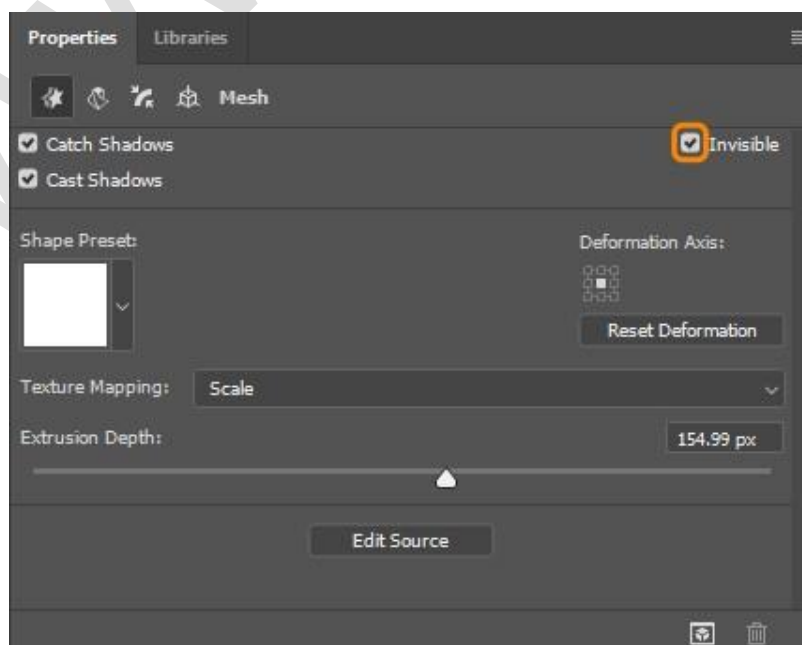 Properties Libraries
Mesh
Catch Shadows Invisible
Cast Shadows
Shape Preset: Deformation Axis:
Reset Deformation
Texture Mapping: Scale
Extrusion Depth: 154.99 px
Edit Source